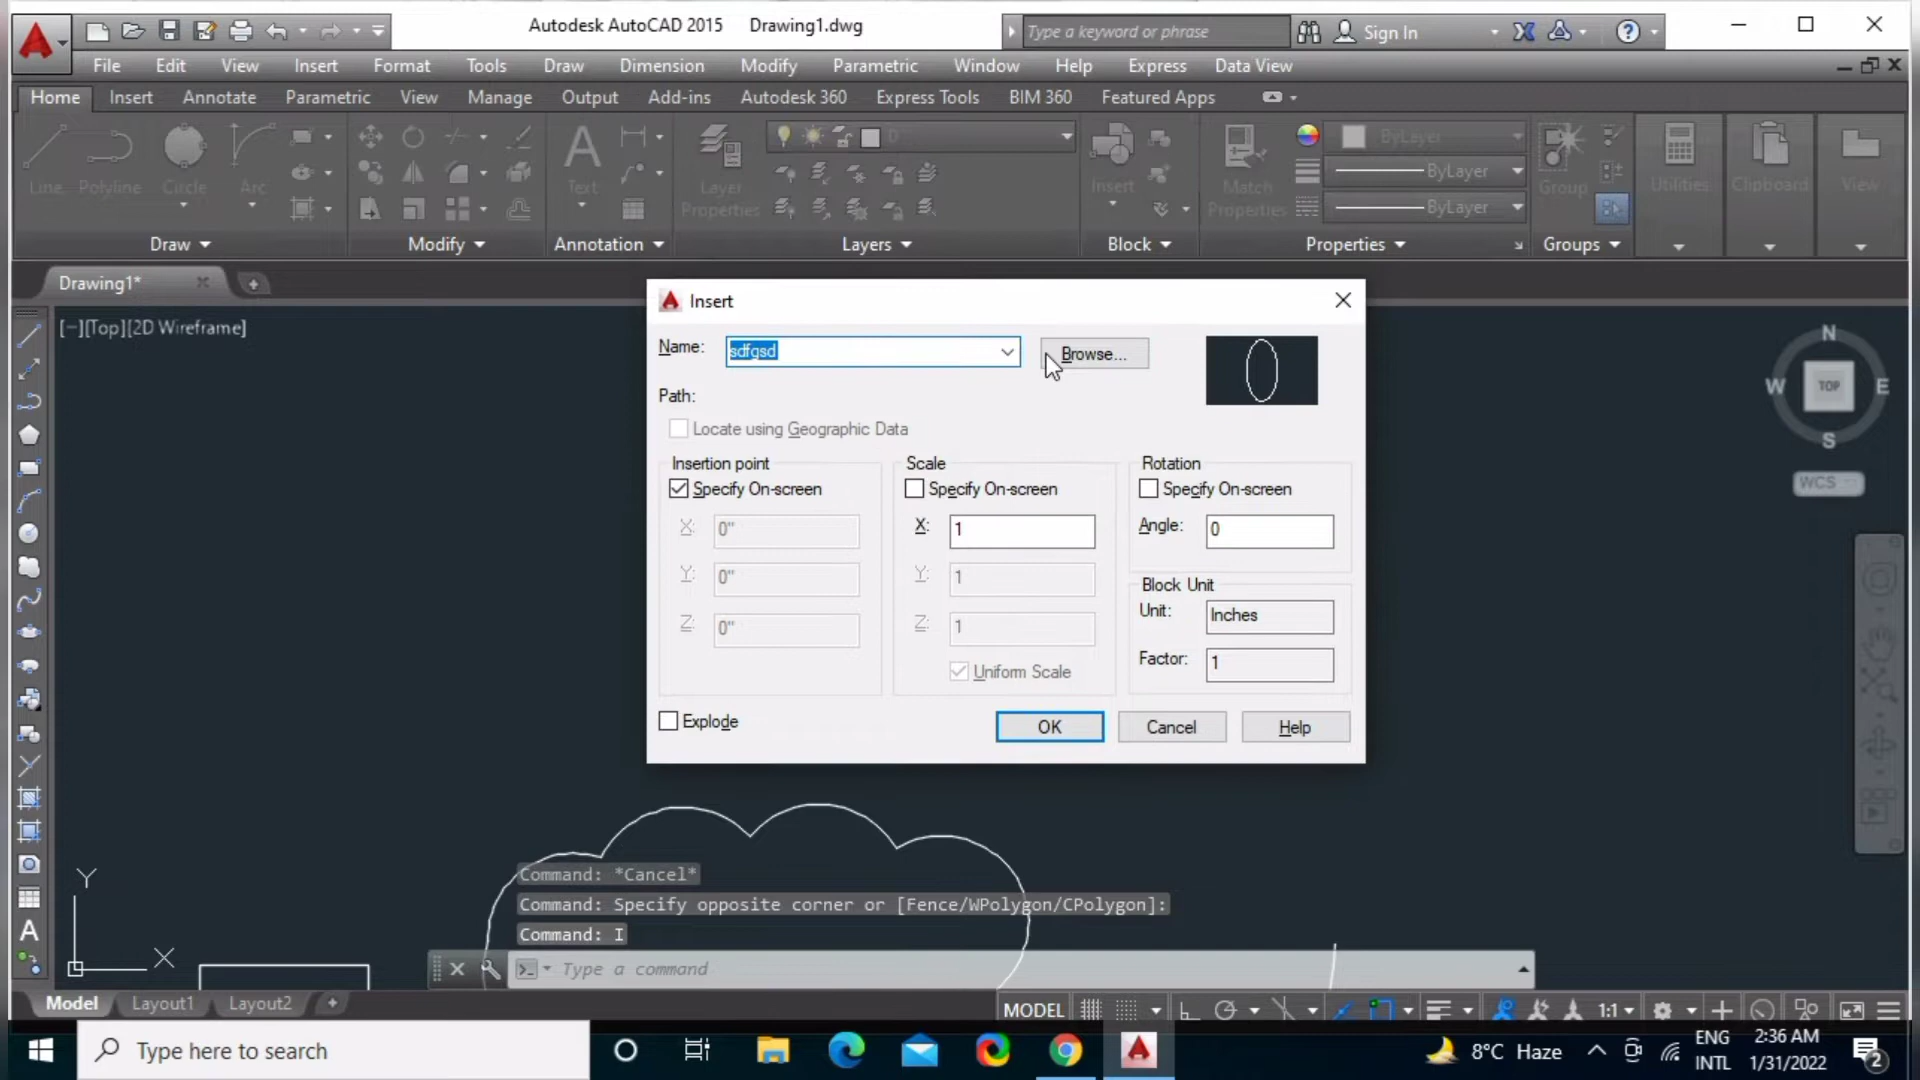 Autodesk AutoCAD 2015 Drawing1.dwg
Type a keyword or phrase
Sign In
File Edit View Insert Format Tools Draw Dimension Modify Parametric Window Help Express Data View
Home Insert Annotate Parametric View Manage Output Add-ins Autodesk 360 Express Tools BIM 360 Featured Apps
0
ByLayer
ByLayer
ByLayer
Line Polyline Circle Arc
Text
Layer Properties
Insert
Match Properties
Group
Utilities
Clipboard
View
Draw Modify Annotation Layers Block Properties Groups
Drawing1*
[−][Top][2D Wireframe]
N
W TOP E
S
WCS
Insert
Name: sdfgsd Browse...
Path:
Locate using Geographic Data
Insertion point Scale Rotation
Specify On-screen Specify On-screen Specify On-screen
X: 0" X: 1 Angle: 0
Y: 0" Y: 1
Block Unit
Unit: Inches
Z: 0" Z: 1
Factor: 1
Uniform Scale
Explode OK Cancel Help
Command: *Cancel*
Command: Specify opposite corner or [Fence/WPolygon/CPolygon]:
Command: I
Y
X
>_ Type a command
A
Model Layout1 Layout2 +
MODEL 1:1
Type here to search
8°C Haze
ENG
INTL
2:36 AM
1/31/2022
2